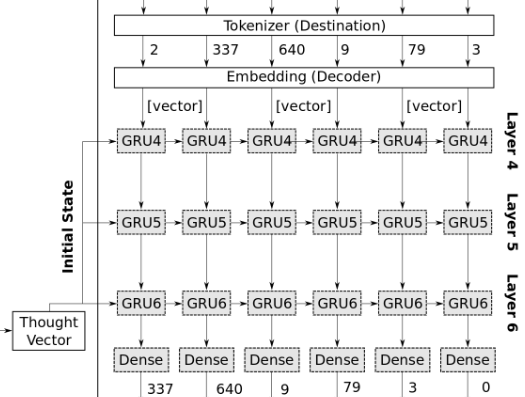 Tokenizer (Destination)
2 337 640 9 79 3
Embedding (Decoder)
[vector] [vector] [vector]
GRU4 GRU4 GRU4 GRU4 GRU4 GRU4
Layer 4
GRU5 GRU5 GRU5 GRU5 GRU5 GRU5
Layer 5
Initial State
GRU6 GRU6 GRU6 GRU6 GRU6 GRU6
Layer 6
Thought
Vector
Dense Dense Dense Dense Dense Dense
337 640 9 79 3 0